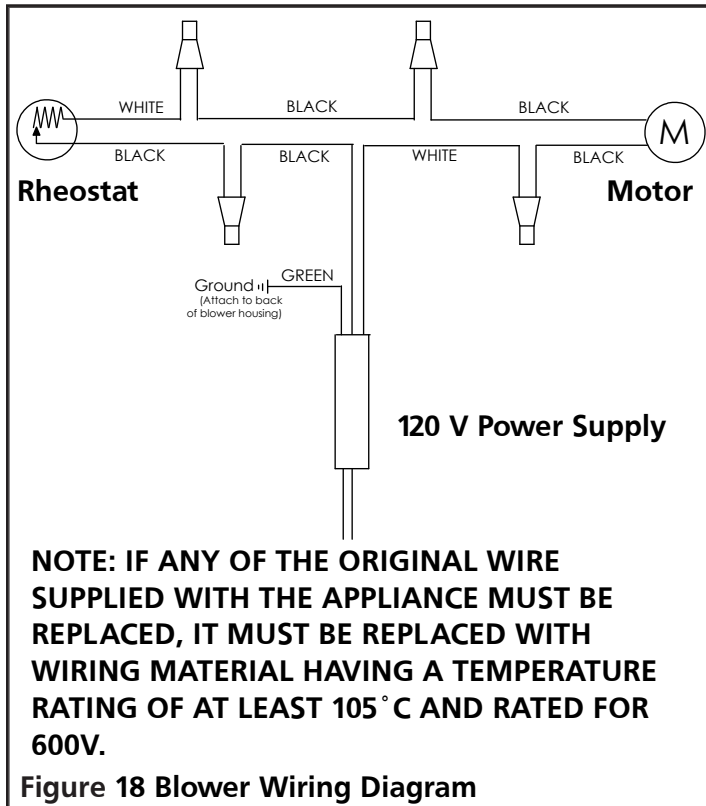 WHITE
BLACK
BLACK
BLACK
BLACK
WHITE
BLACK
M
Rheostat
Motor
GREEN
Ground
(Attach to back
of blower housing)
120 V Power Supply
NOTE: IF ANY OF THE ORIGINAL WIRE
SUPPLIED WITH THE APPLIANCE MUST BE
REPLACED, IT MUST BE REPLACED WITH
WIRING MATERIAL HAVING A TEMPERATURE
RATING OF AT LEAST 105°C AND RATED FOR
600V.
Figure 18 Blower Wiring Diagram